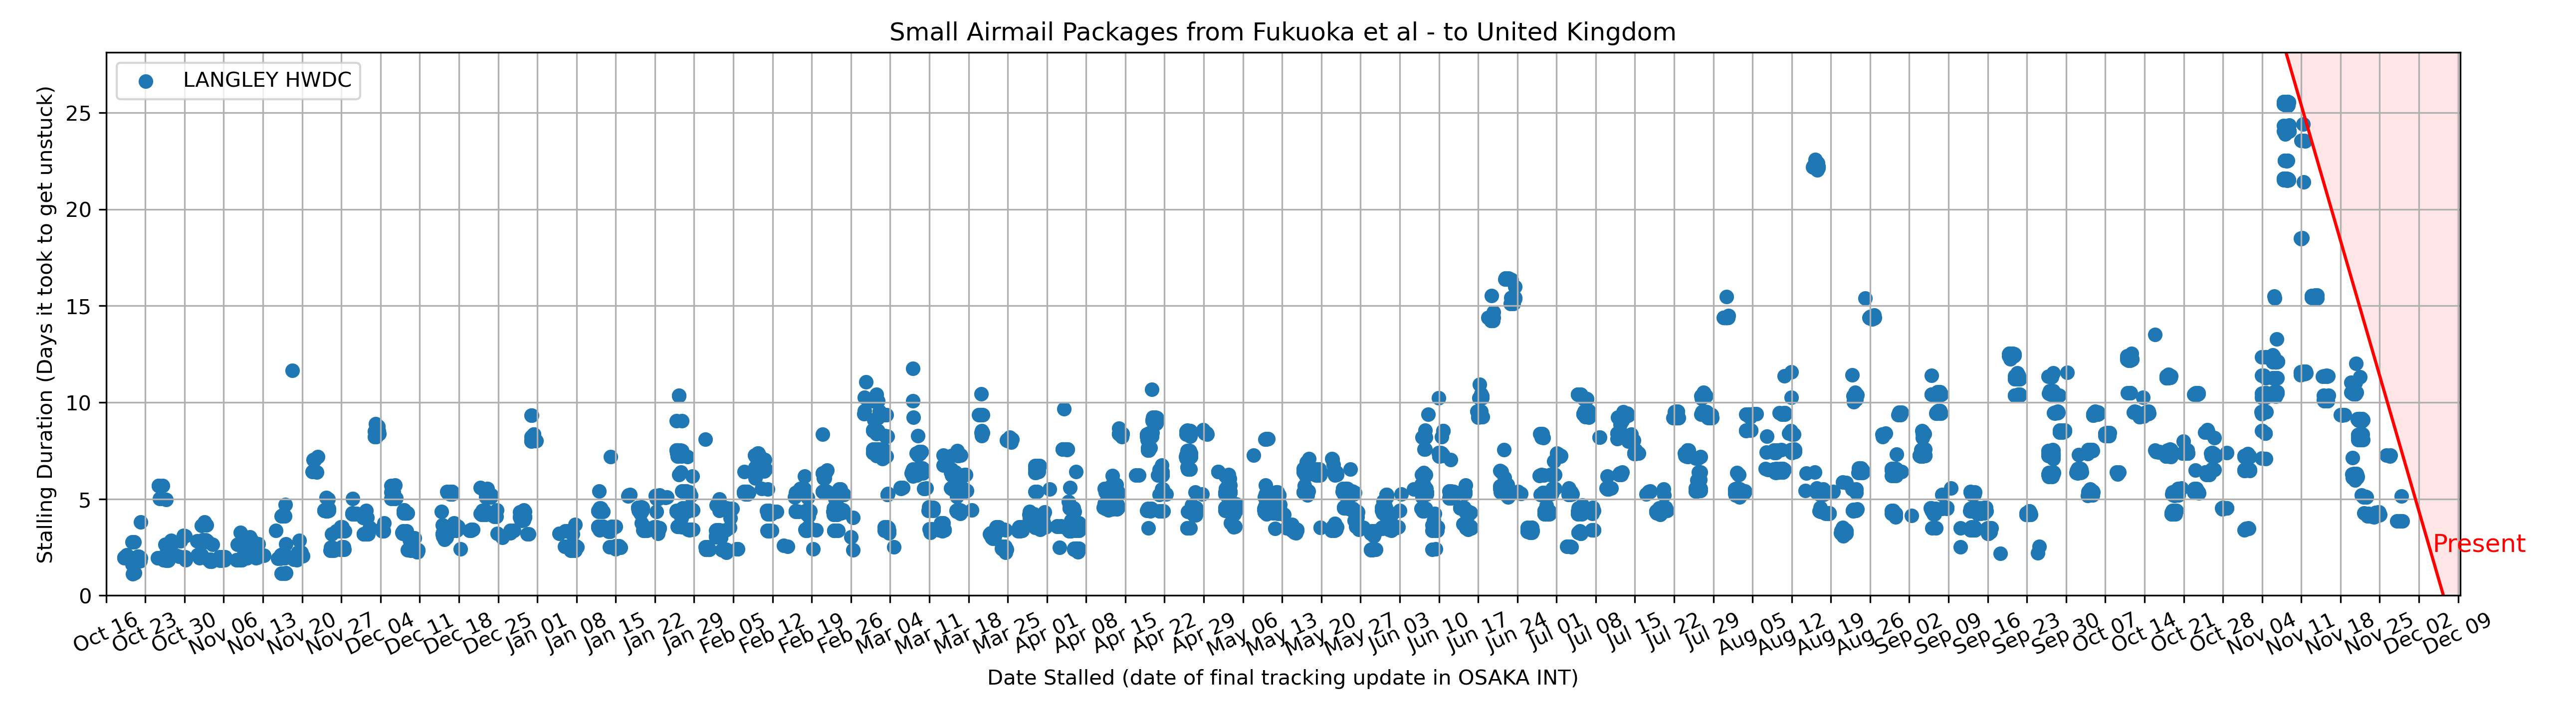 Small Airmail Packages from Fukuoka et al - to United Kingdom
LANGLEY HWDC
Stalling Duration (Days it took to get unstuck)
25
20
15
10
5
0
Present
Oct 16
Oct 23
Oct 30
Nov 06
Nov 13
Nov 20
Nov 27
Dec 04
Dec 11
Dec 18
Dec 25
Jan 01
Jan 08
Jan 15
Jan 22
Jan 29
Feb 05
Feb 12
Feb 19
Feb 26
Mar 04
Mar 11
Mar 18
Mar 25
Apr 01
Apr 08
Apr 15
Apr 22
Apr 29
May 06
May 13
May 20
May 27
Jun 03
Jun 10
Jun 17
Jun 24
Jul 01
Jul 08
Jul 15
Jul 22
Jul 29
Aug 05
Aug 12
Aug 19
Aug 26
Sep 02
Sep 09
Sep 16
Sep 23
Sep 30
Oct 07
Oct 14
Oct 21
Oct 28
Nov 04
Nov 11
Nov 18
Nov 25
Dec 02
Dec 09
Date Stalled (date of final tracking update in OSAKA INT)